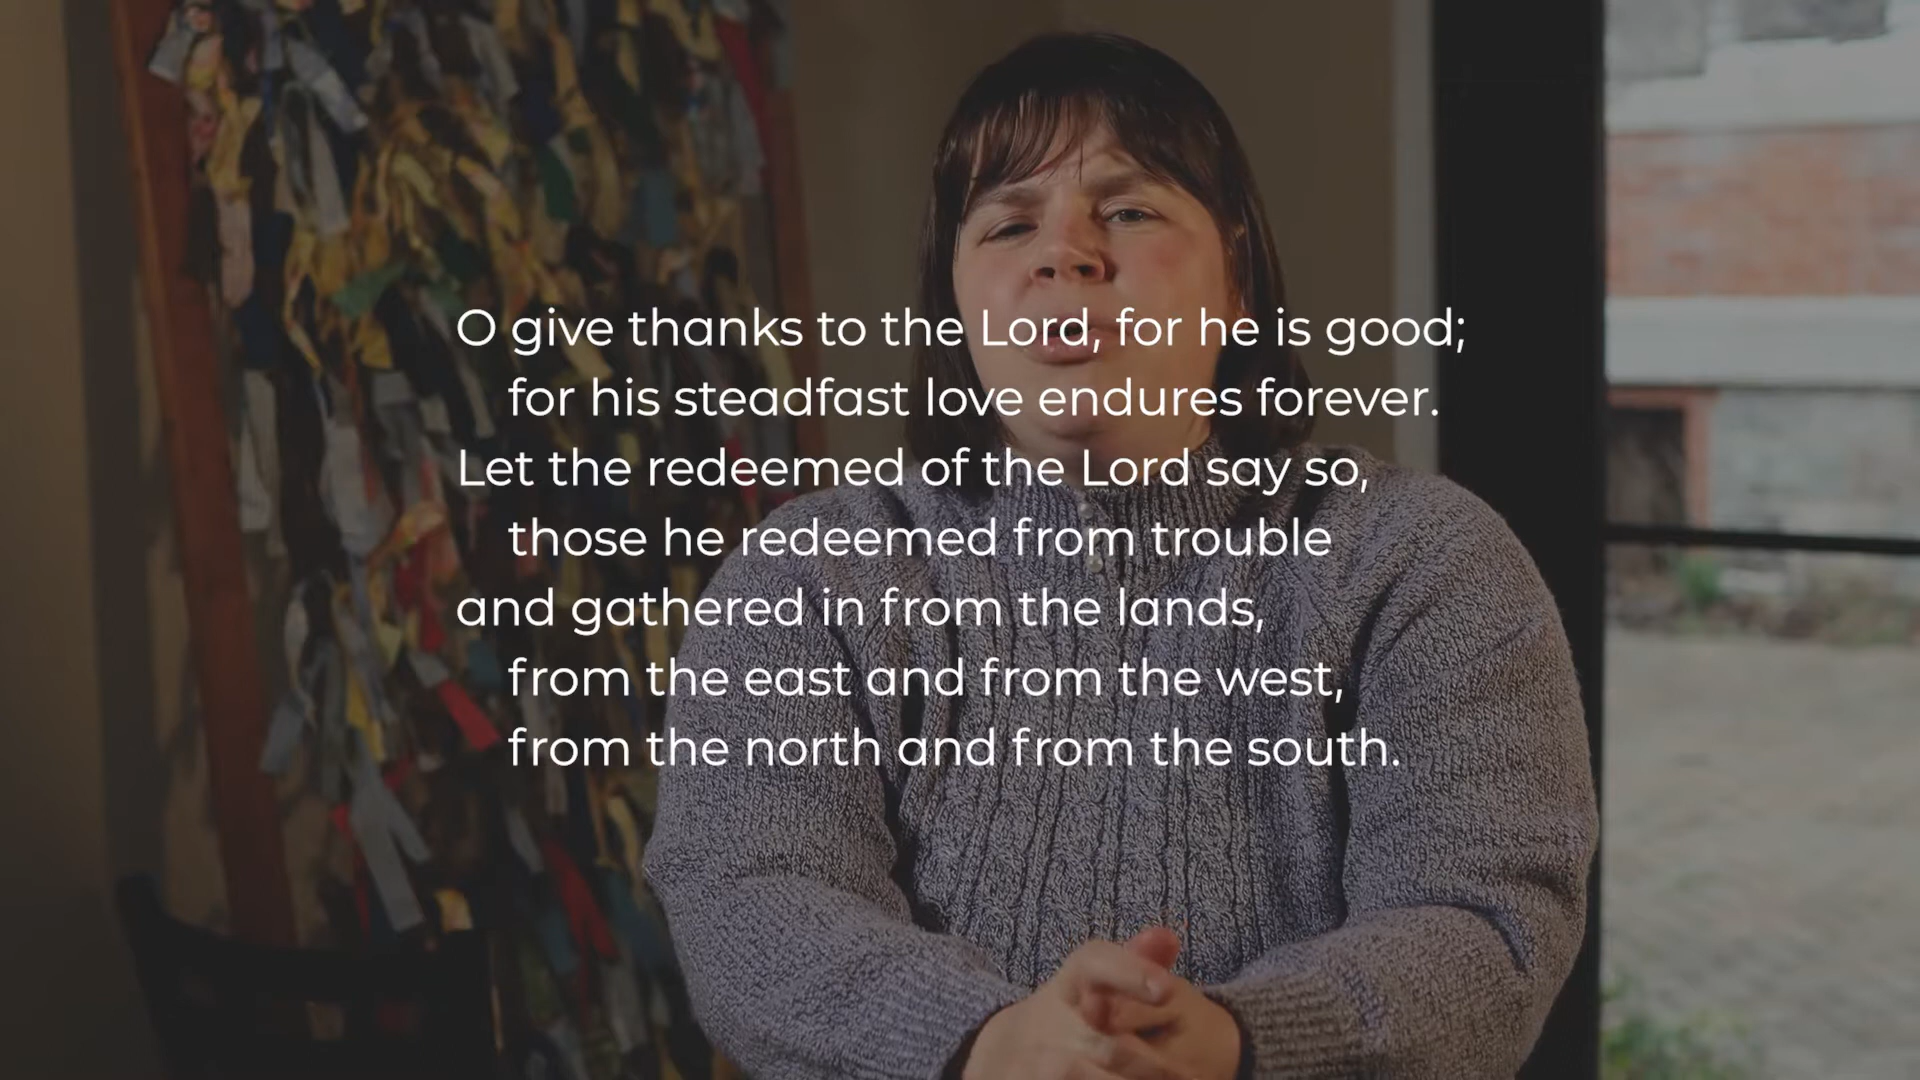 O give thanks to the Lord, for he is good;
for his steadfast love endures forever.
Let the redeemed of the Lord say so,
those he redeemed from trouble
and gathered in from the lands,
from the east and from the west,
from the north and from the south.